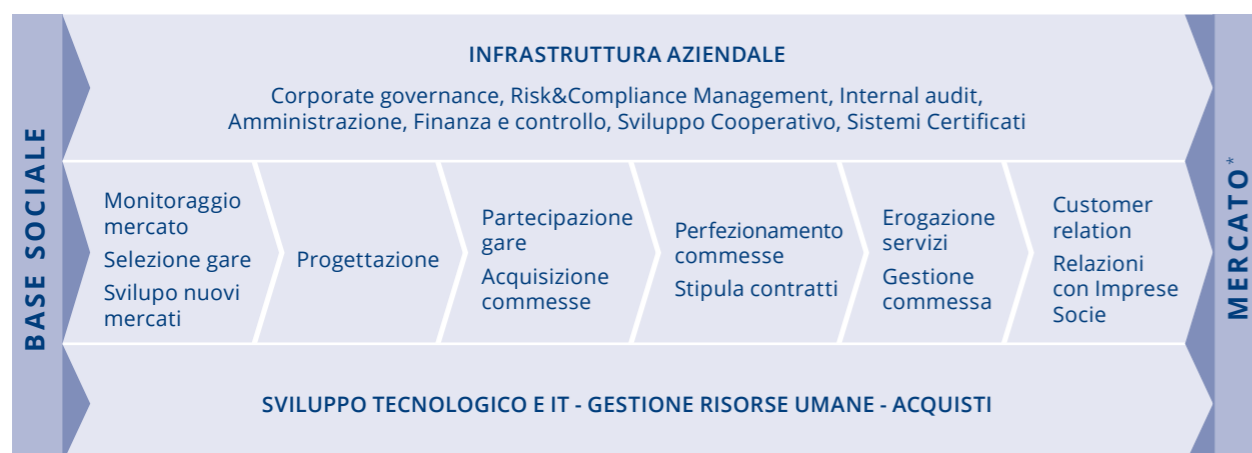 BASE SOCIALE
INFRASTRUTTURA AZIENDALE
Corporate governance, Risk&Compliance Management, Internal audit,
Amministrazione, Finanza e controllo, Sviluppo Cooperativo, Sistemi Certificati
Monitoraggio
mercato
Selezione gare
Svilupo nuovi
mercati
Progettazione
Partecipazione
gare
Acquisizione
commesse
Perfezionamento
commesse
Stipula contratti
Erogazione
servizi
Gestione
commessa
Customer
relation
Relazioni
con Imprese
Socie
SVILUPPO TECNOLOGICO E IT - GESTIONE RISORSE UMANE - ACQUISTI
MERCATO*